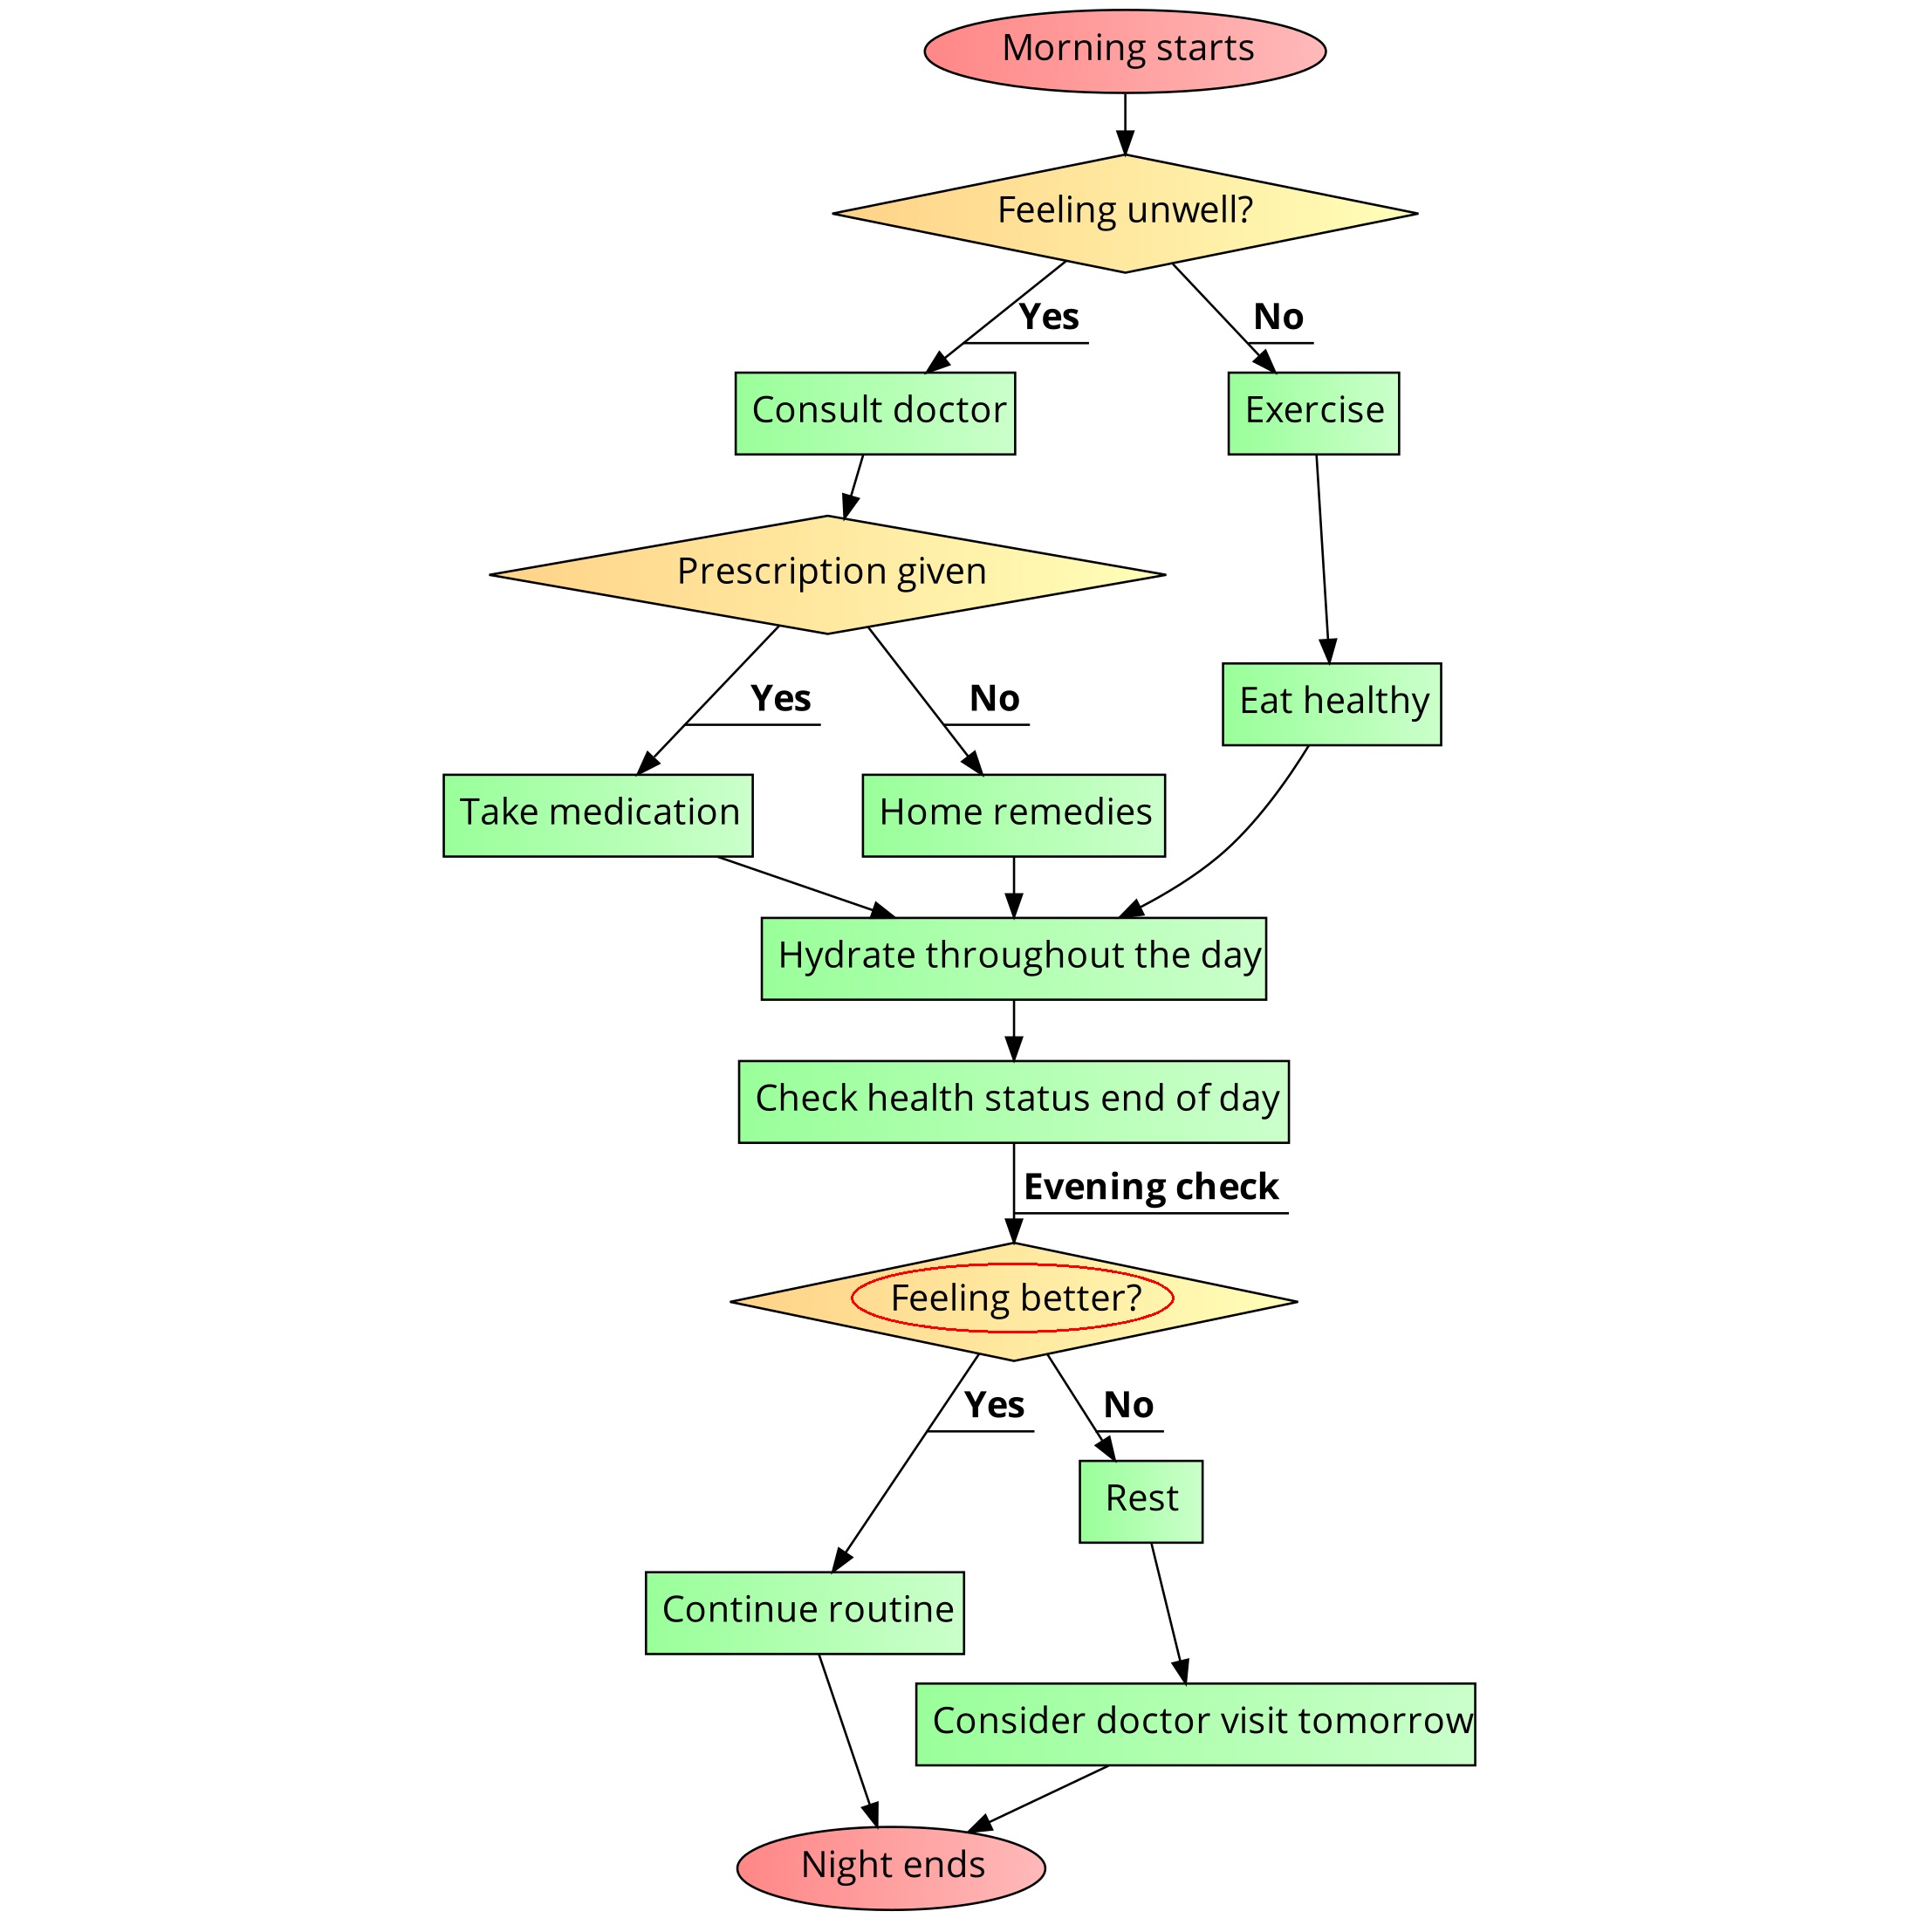 Morning starts
Feeling unwell?
Yes
No
Consult doctor
Exercise
Prescription given
Yes
No
Eat healthy
Take medication
Home remedies
Hydrate throughout the day
Check health status end of day
Evening check
Feeling better?
Yes
No
Rest
Continue routine
Consider doctor visit tomorrow
Night ends